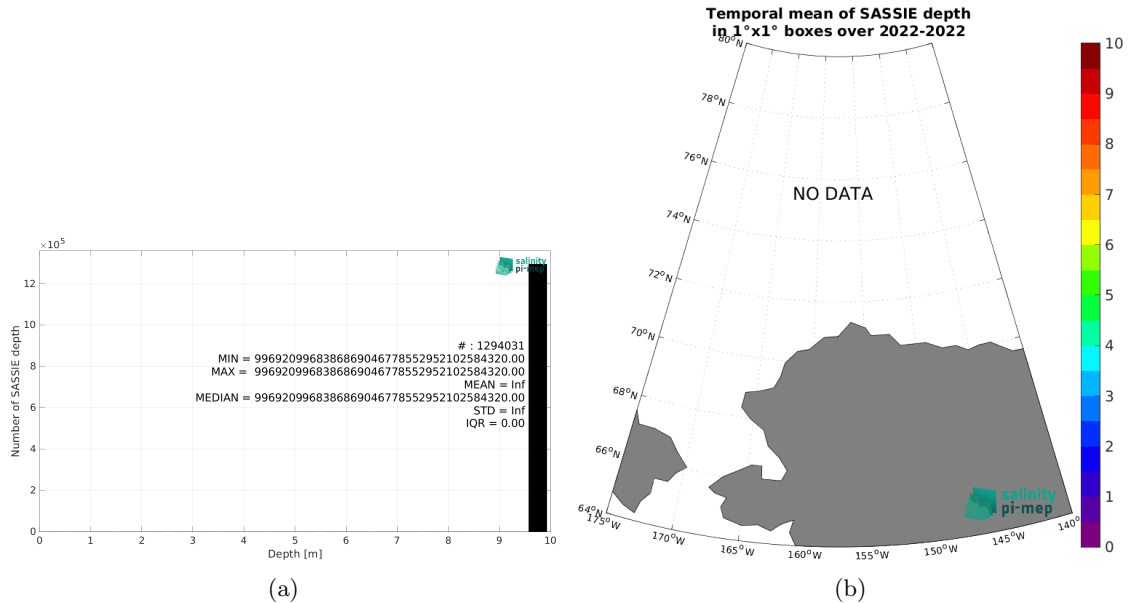 ×10^5
12
10
8
6
4
2
0
Number of SASSIE depth
salinity
pi-mep
# : 1294031
MIN = 9969209968386869046778552952102584320.00
MAX = 9969209968386869046778552952102584320.00
MEAN = Inf
MEDIAN = 9969209968386869046778552952102584320.00
STD = Inf
IQR = 0.00
0 1 2 3 4 5 6 7 8 9 10
Depth [m]
(a)
Temporal mean of SASSIE depth
in 1°x1° boxes over 2022-2022
80°N
78°N
76°N
74°N
72°N
70°N
68°N
66°N
64°N
NO DATA
175°W
170°W
165°W
160°W
155°W
150°W
145°W
140°
salinity
pi-mep
10
9
8
7
6
5
4
3
2
1
0
(b)